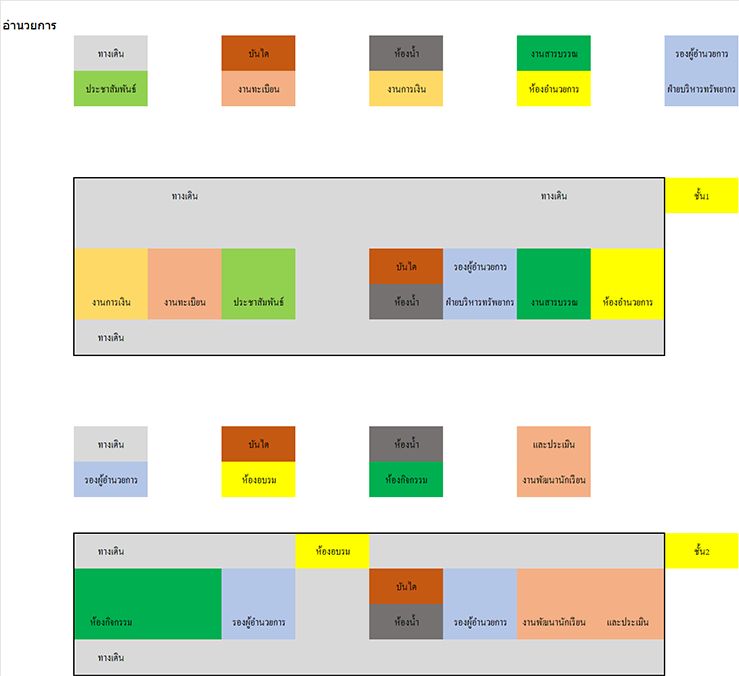 อำนวยการ
ทางเดิน บันได ห้องน้ำ งานสารบรรณ รองผู้อำนวยการ
ประชาสัมพันธ์ งานทะเบียน งานการเงิน ห้องอำนวยการ ฝ่ายบริหารทรัพยากร
ทางเดิน ทางเดิน ชั้น1
บันได รองผู้อำนวยการ
งานการเงิน งานทะเบียน ประชาสัมพันธ์ ห้องน้ำ ฝ่ายบริหารทรัพยากร งานสารบรรณ ห้องอำนวยการ
ทางเดิน
ทางเดิน บันได ห้องน้ำ และประเมิน
รองผู้อำนวยการ ห้องอบรม ห้องกิจกรรม งานพัฒนานักเรียน
ทางเดิน ห้องอบรม ชั้น2
บันได
ห้องกิจกรรม รองผู้อำนวยการ ห้องน้ำ รองผู้อำนวยการ งานพัฒนานักเรียน และประเมิน
ทางเดิน